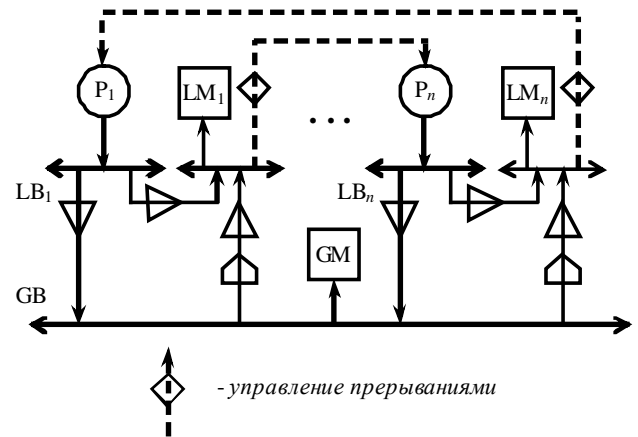 P1 LM1 Pn LMn
...
LB1 LBn
GM
GB
- управление прерываниями